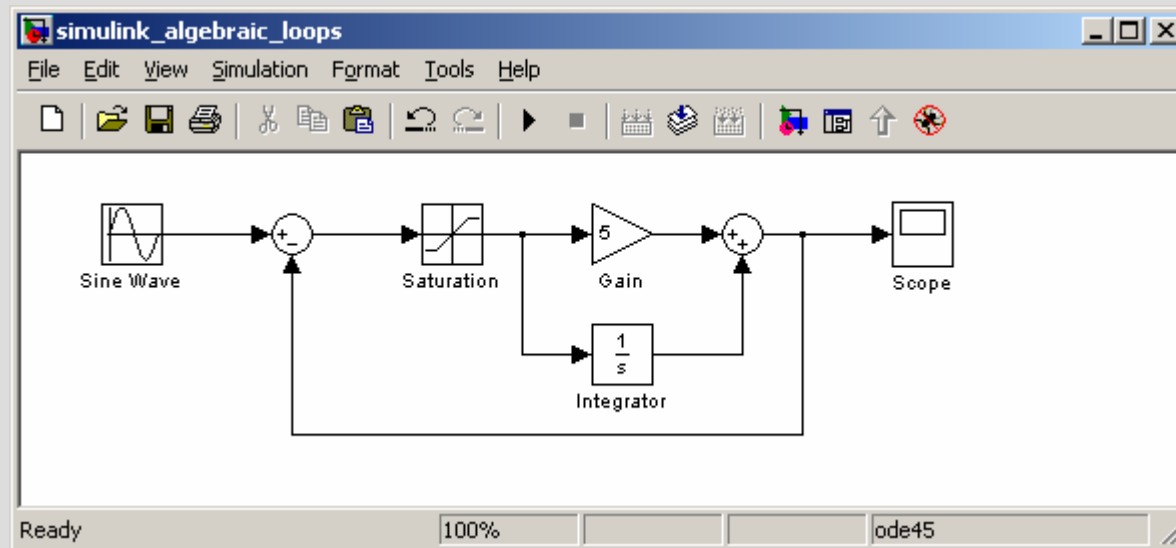 simulink_algebraic_loops
File Edit View Simulation Format Tools Help
+ −
5
+ +
Sine Wave
Saturation
Gain
Scope
1
s
Integrator
Ready 100% ode45